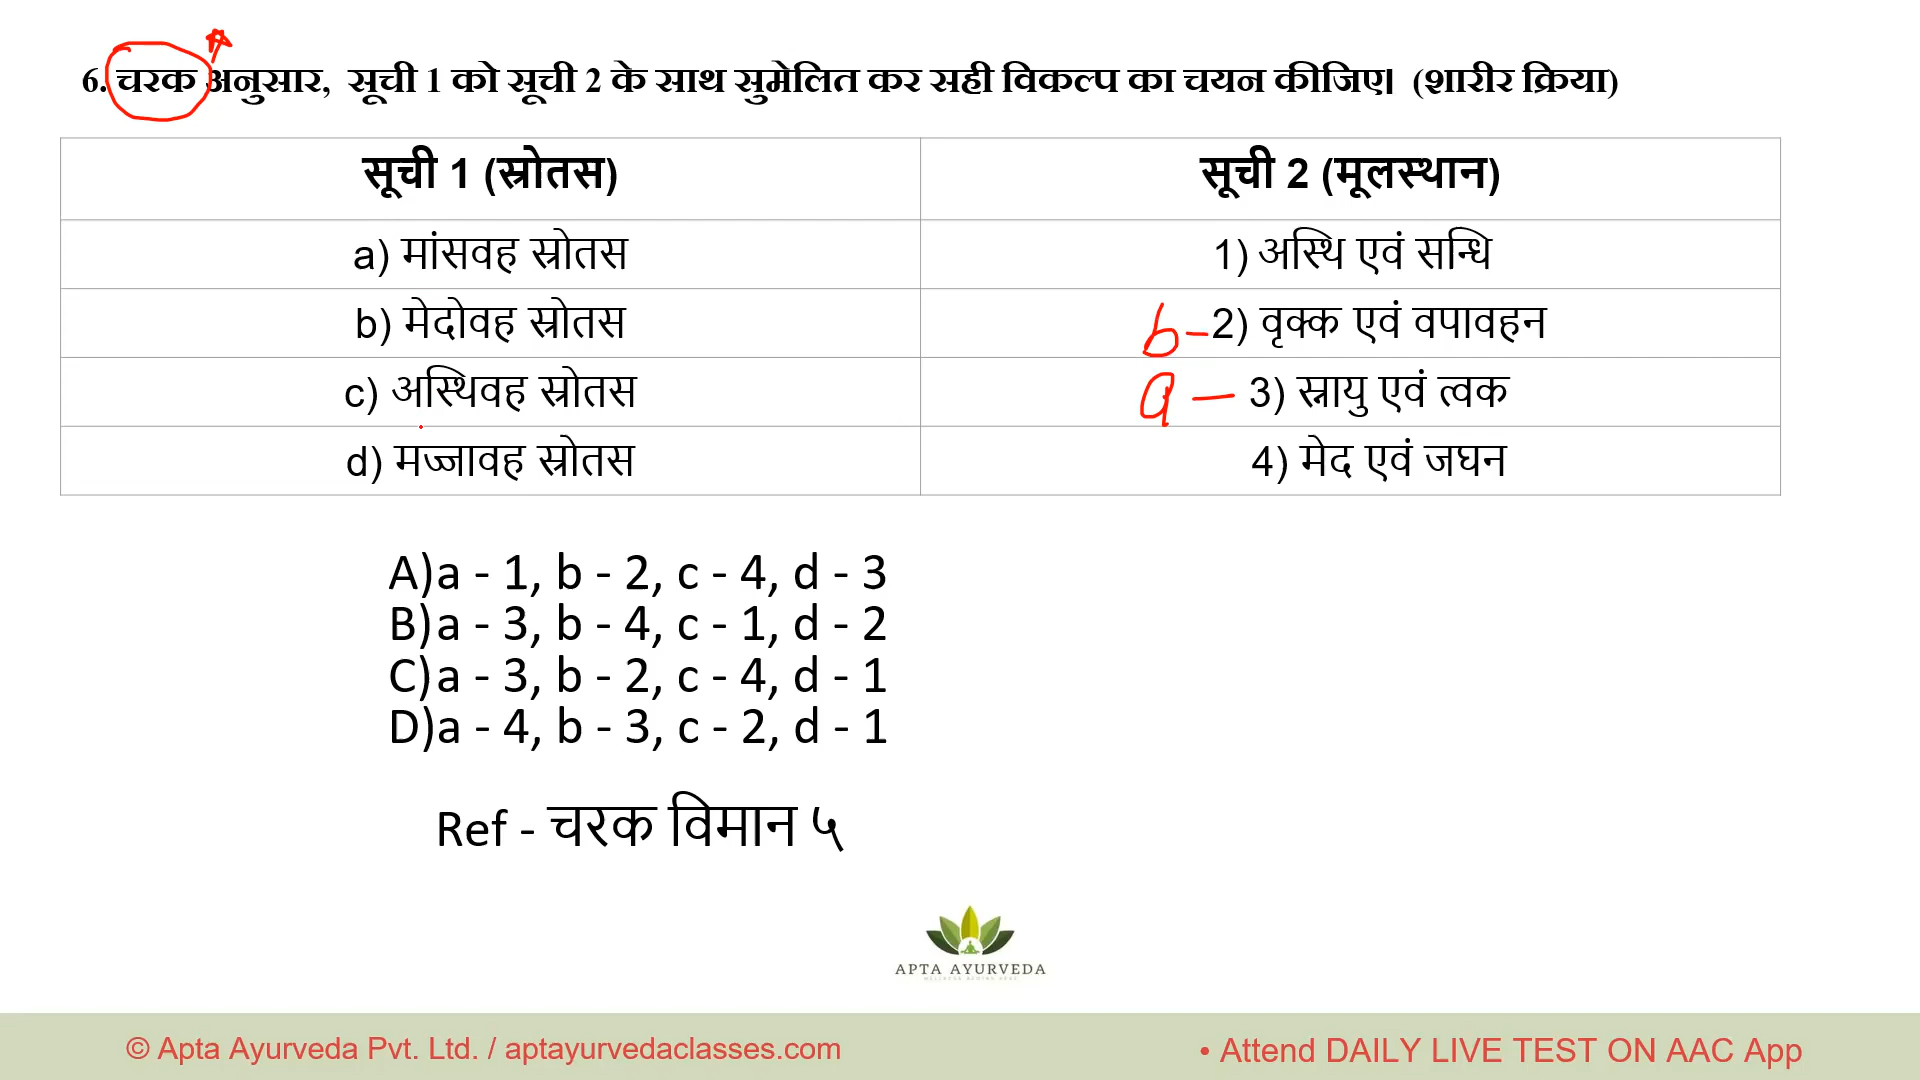 6. चरक अनुसार, सूची 1 को सूची 2 के साथ सुमेलित कर सही विकल्प का चयन कीजिए। (शारीर क्रिया)
सूची 1 (स्रोतस) सूची 2 (मूलस्थान)
a) मांसवह स्रोतस 1) अस्थि एवं सन्धि
b) मेदोवह स्रोतस b – 2) वृक्क एवं वपावहन
c) अस्थिवह स्रोतस a – 3) स्नायु एवं त्वक
d) मज्जावह स्रोतस 4) मेद एवं जघन
A) a - 1, b - 2, c - 4, d - 3
B) a - 3, b - 4, c - 1, d - 2
C) a - 3, b - 2, c - 4, d - 1
D) a - 4, b - 3, c - 2, d - 1
Ref - चरक विमान ५
APTA AYURVEDA
© Apta Ayurveda Pvt. Ltd. / aptayurvedaclasses.com • Attend DAILY LIVE TEST ON AAC App